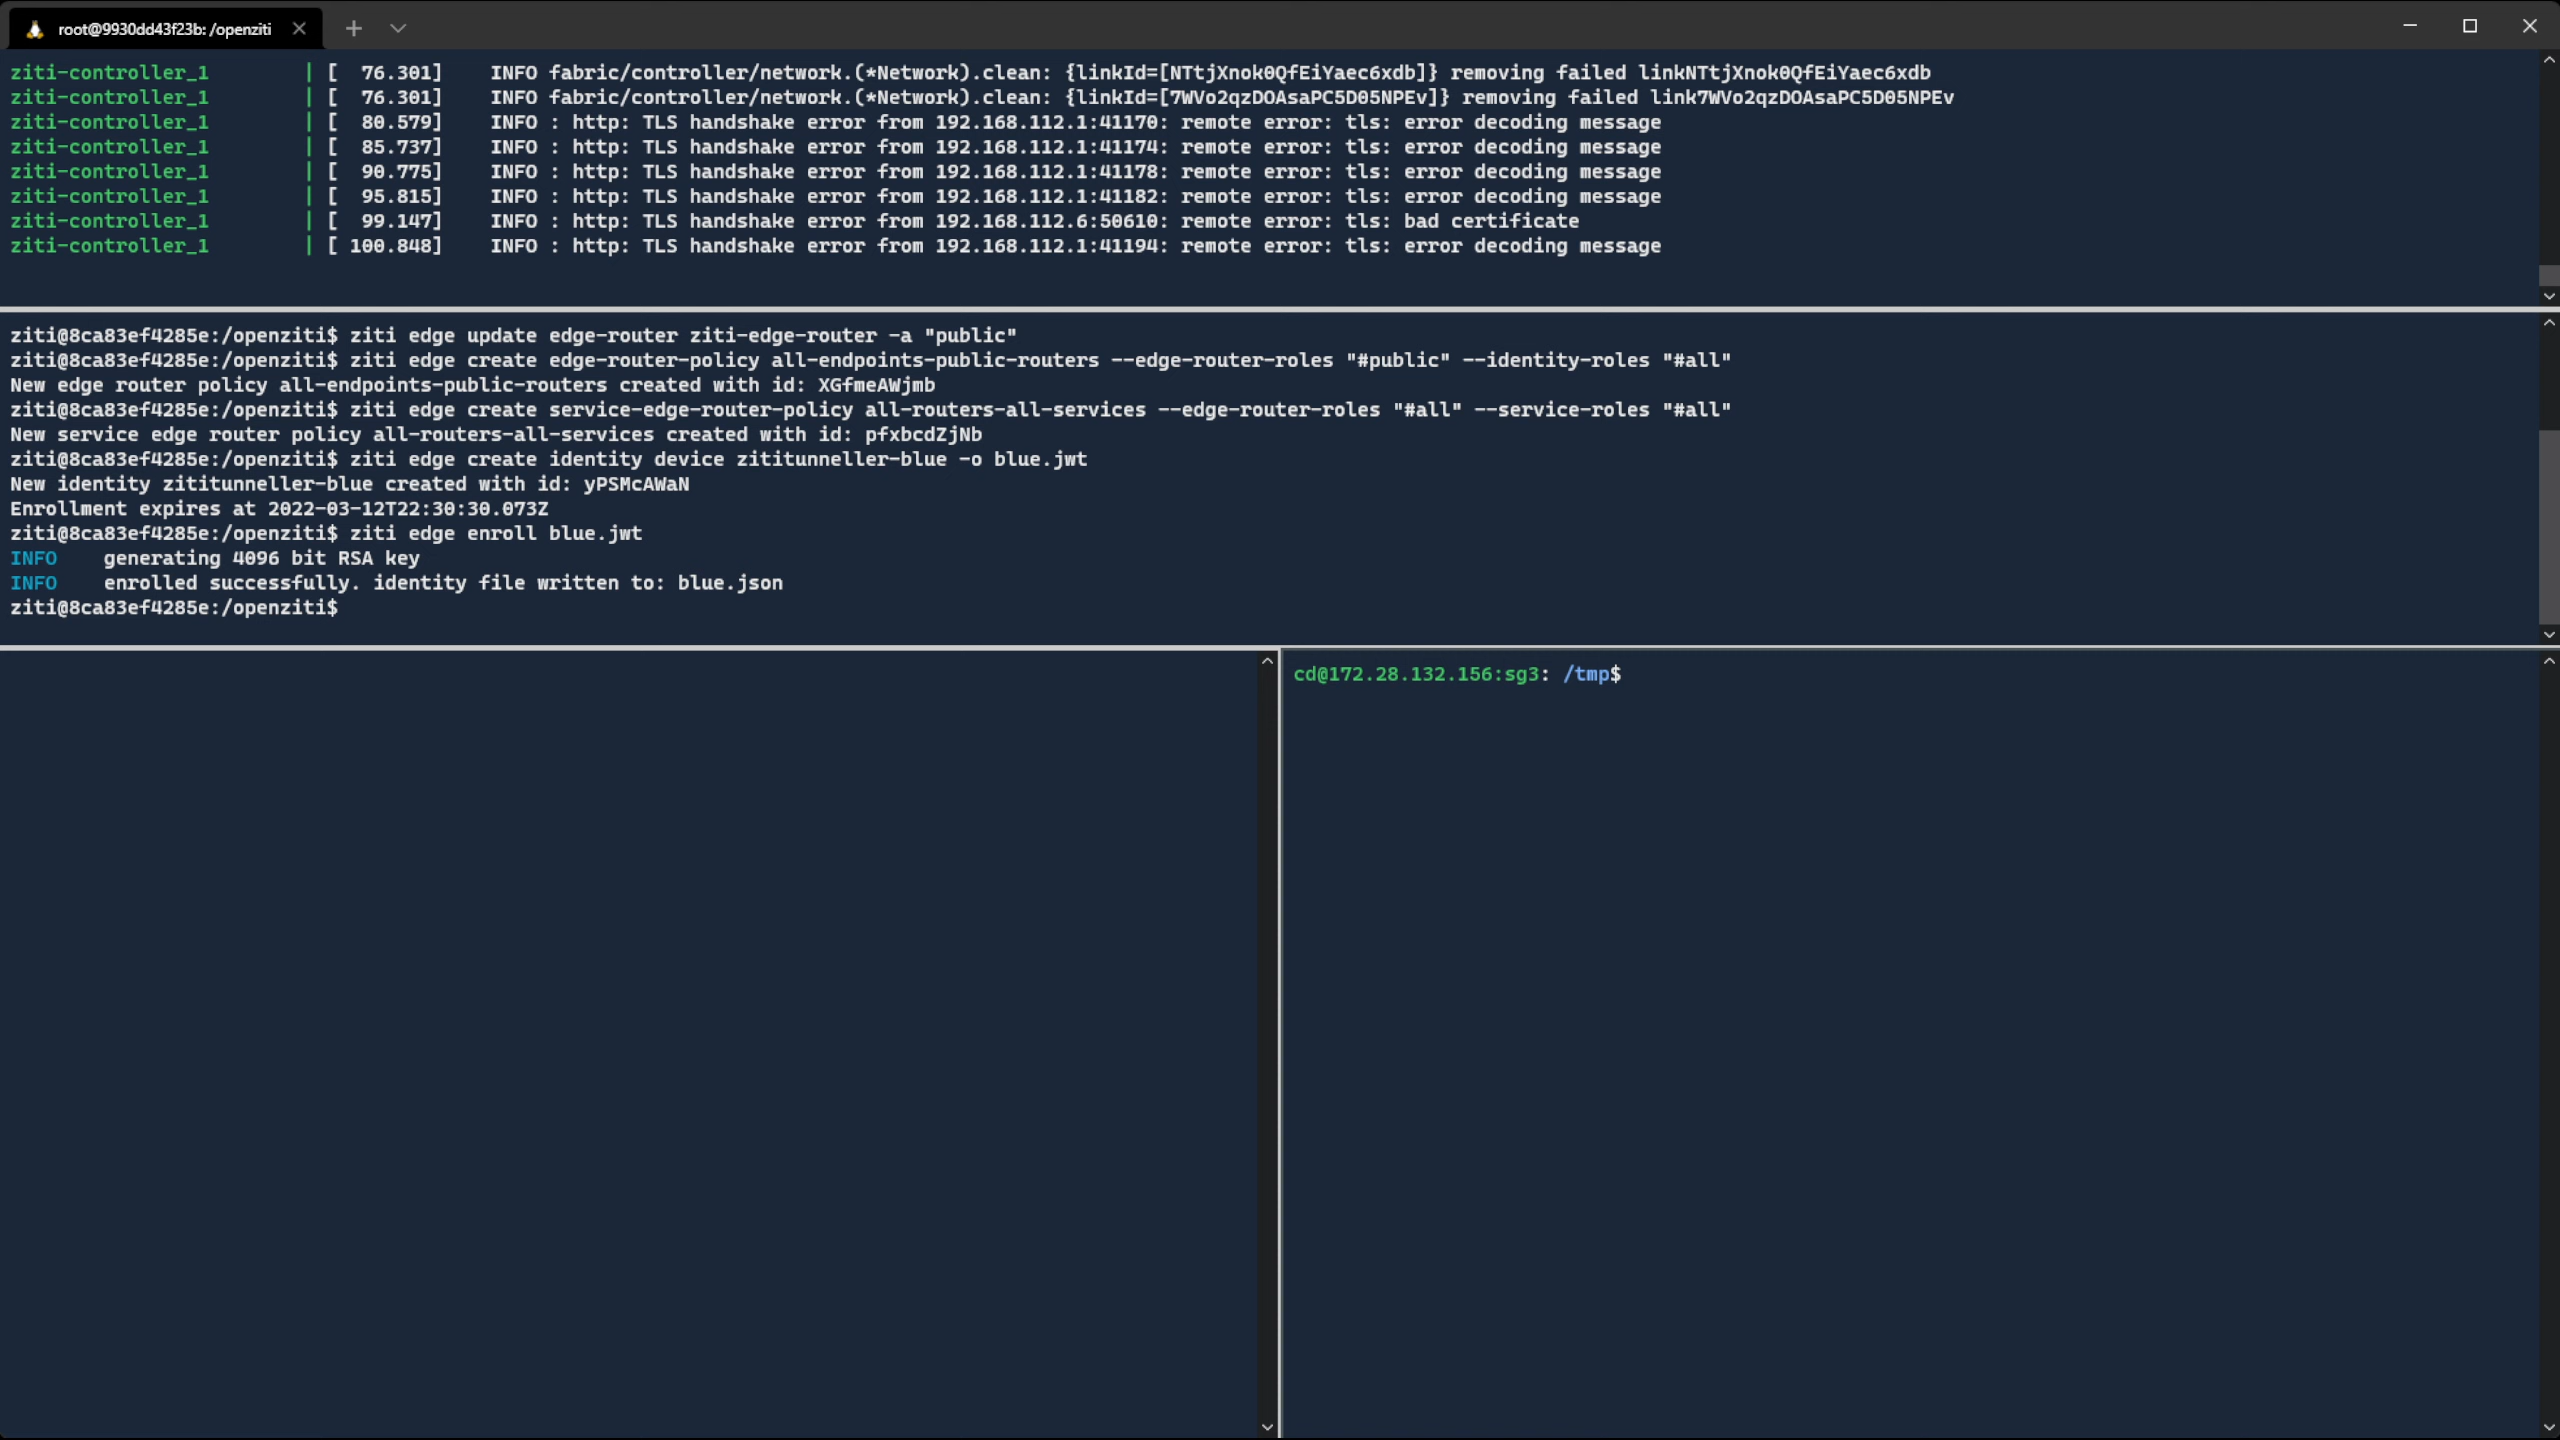 root@9930dd43f23b: /openziti
ziti-controller_1        | [  76.301]    INFO fabric/controller/network.(*Network).clean: {linkId=[NTtjXnok0QfEiYaec6xdb]} removing failed linkNTtjXnok0QfEiYaec6xdb
ziti-controller_1        | [  76.301]    INFO fabric/controller/network.(*Network).clean: {linkId=[7WVo2qzDOAsaPC5D05NPEv]} removing failed link7WVo2qzDOAsaPC5D05NPEv
ziti-controller_1        | [  80.579]    INFO : http: TLS handshake error from 192.168.112.1:41170: remote error: tls: error decoding message
ziti-controller_1        | [  85.737]    INFO : http: TLS handshake error from 192.168.112.1:41174: remote error: tls: error decoding message
ziti-controller_1        | [  90.775]    INFO : http: TLS handshake error from 192.168.112.1:41178: remote error: tls: error decoding message
ziti-controller_1        | [  95.815]    INFO : http: TLS handshake error from 192.168.112.1:41182: remote error: tls: error decoding message
ziti-controller_1        | [  99.147]    INFO : http: TLS handshake error from 192.168.112.6:50610: remote error: tls: bad certificate
ziti-controller_1        | [ 100.848]    INFO : http: TLS handshake error from 192.168.112.1:41194: remote error: tls: error decoding message
ziti@8ca83ef4285e:/openziti$ ziti edge update edge-router ziti-edge-router -a "public"
ziti@8ca83ef4285e:/openziti$ ziti edge create edge-router-policy all-endpoints-public-routers --edge-router-roles "#public" --identity-roles "#all"
New edge router policy all-endpoints-public-routers created with id: XGfmeAWjmb
ziti@8ca83ef4285e:/openziti$ ziti edge create service-edge-router-policy all-routers-all-services --edge-router-roles "#all" --service-roles "#all"
New service edge router policy all-routers-all-services created with id: pfxbcdZjNb
ziti@8ca83ef4285e:/openziti$ ziti edge create identity device zititunneller-blue -o blue.jwt
New identity zititunneller-blue created with id: yPSMcAWaN
Enrollment expires at 2022-03-12T22:30:30.073Z
ziti@8ca83ef4285e:/openziti$ ziti edge enroll blue.jwt
INFO    generating 4096 bit RSA key
INFO    enrolled successfully. identity file written to: blue.json
ziti@8ca83ef4285e:/openziti$
cd@172.28.132.156:sg3: /tmp$